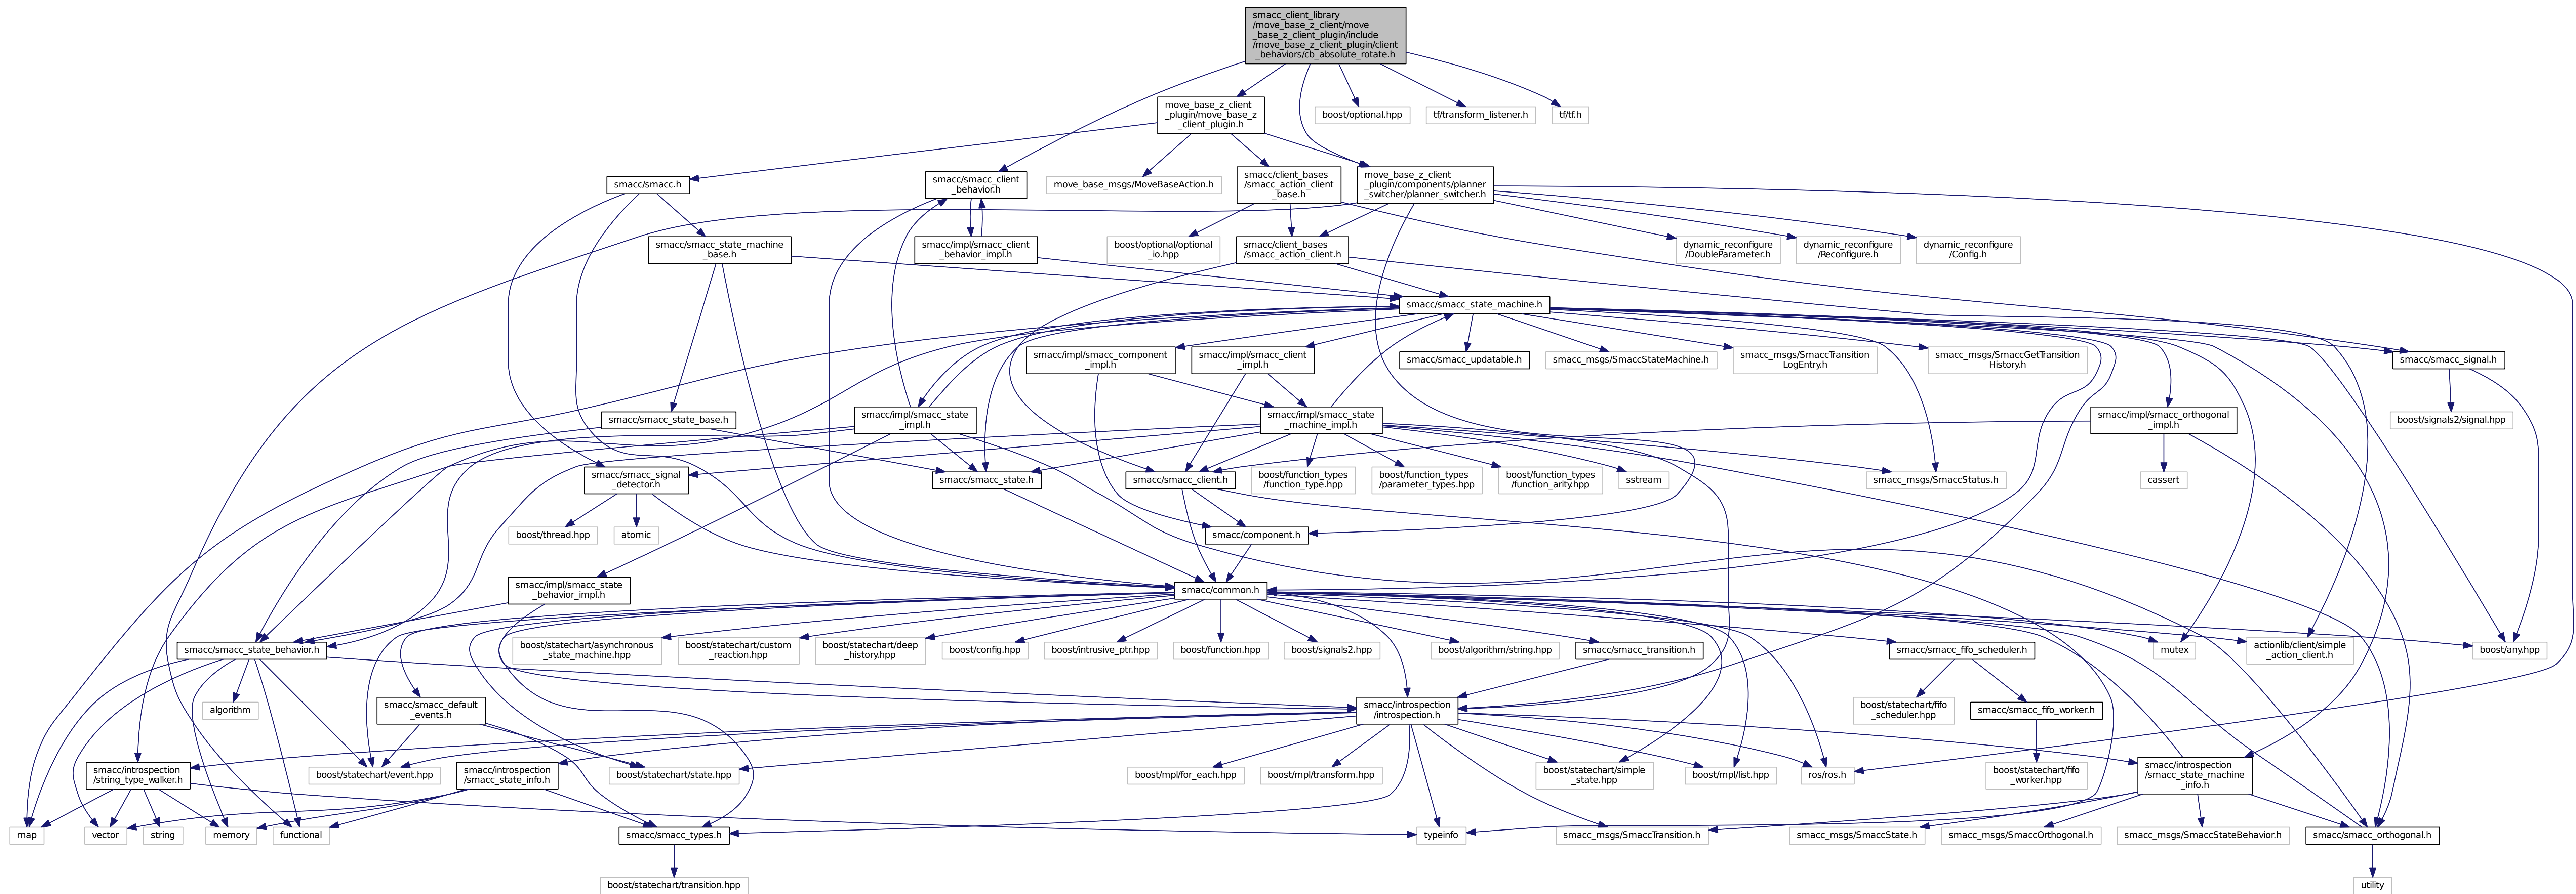 smacc_client_library
/move_base_z_client/move
_base_z_client_plugin/include
/move_base_z_client_plugin/client
_behaviors/cb_absolute_rotate.h
move_base_z_client
_plugin/move_base_z
_client_plugin.h
boost/optional.hpp
tf/transform_listener.h
tf/tf.h
smacc/smacc.h
smacc/smacc_client
_behavior.h
move_base_msgs/MoveBaseAction.h
smacc/client_bases
/smacc_action_client
_base.h
move_base_z_client
_plugin/components/planner
_switcher/planner_switcher.h
smacc/smacc_state_machine
_base.h
smacc/impl/smacc_client
_behavior_impl.h
boost/optional/optional
_io.hpp
smacc/client_bases
/smacc_action_client.h
dynamic_reconfigure
/DoubleParameter.h
dynamic_reconfigure
/Reconfigure.h
dynamic_reconfigure
/Config.h
smacc/smacc_state_machine.h
smacc/impl/smacc_component
_impl.h
smacc/impl/smacc_client
_impl.h
smacc/smacc_updatable.h
smacc_msgs/SmaccStateMachine.h
smacc_msgs/SmaccTransition
LogEntry.h
smacc_msgs/SmaccGetTransition
History.h
smacc/smacc_signal.h
smacc/smacc_state_base.h
smacc/impl/smacc_state
_impl.h
smacc/impl/smacc_state
_machine_impl.h
smacc/impl/smacc_orthogonal
_impl.h
boost/signals2/signal.hpp
smacc/smacc_signal
_detector.h
smacc/smacc_state.h
smacc/smacc_client.h
boost/function_types
/function_type.hpp
boost/function_types
/parameter_types.hpp
boost/function_types
/function_arity.hpp
sstream
smacc_msgs/SmaccStatus.h
cassert
boost/thread.hpp
atomic
smacc/component.h
smacc/impl/smacc_state
_behavior_impl.h
smacc/common.h
smacc/smacc_state_behavior.h
boost/statechart/asynchronous
_state_machine.hpp
boost/statechart/custom
_reaction.hpp
boost/statechart/deep
_history.hpp
boost/config.hpp
boost/intrusive_ptr.hpp
boost/function.hpp
boost/signals2.hpp
boost/algorithm/string.hpp
smacc/smacc_transition.h
smacc/smacc_fifo_scheduler.h
mutex
actionlib/client/simple
_action_client.h
boost/any.hpp
algorithm
smacc/smacc_default
_events.h
smacc/introspection
/introspection.h
boost/statechart/fifo
_scheduler.hpp
smacc/smacc_fifo_worker.h
smacc/introspection
/string_type_walker.h
boost/statechart/event.hpp
smacc/introspection
/smacc_state_info.h
boost/statechart/state.hpp
boost/mpl/for_each.hpp
boost/mpl/transform.hpp
boost/statechart/simple
_state.hpp
boost/mpl/list.hpp
ros/ros.h
boost/statechart/fifo
_worker.hpp
smacc/introspection
/smacc_state_machine
_info.h
map
vector
string
memory
functional
smacc/smacc_types.h
typeinfo
smacc_msgs/SmaccTransition.h
smacc_msgs/SmaccState.h
smacc_msgs/SmaccOrthogonal.h
smacc_msgs/SmaccStateBehavior.h
smacc/smacc_orthogonal.h
boost/statechart/transition.hpp
utility